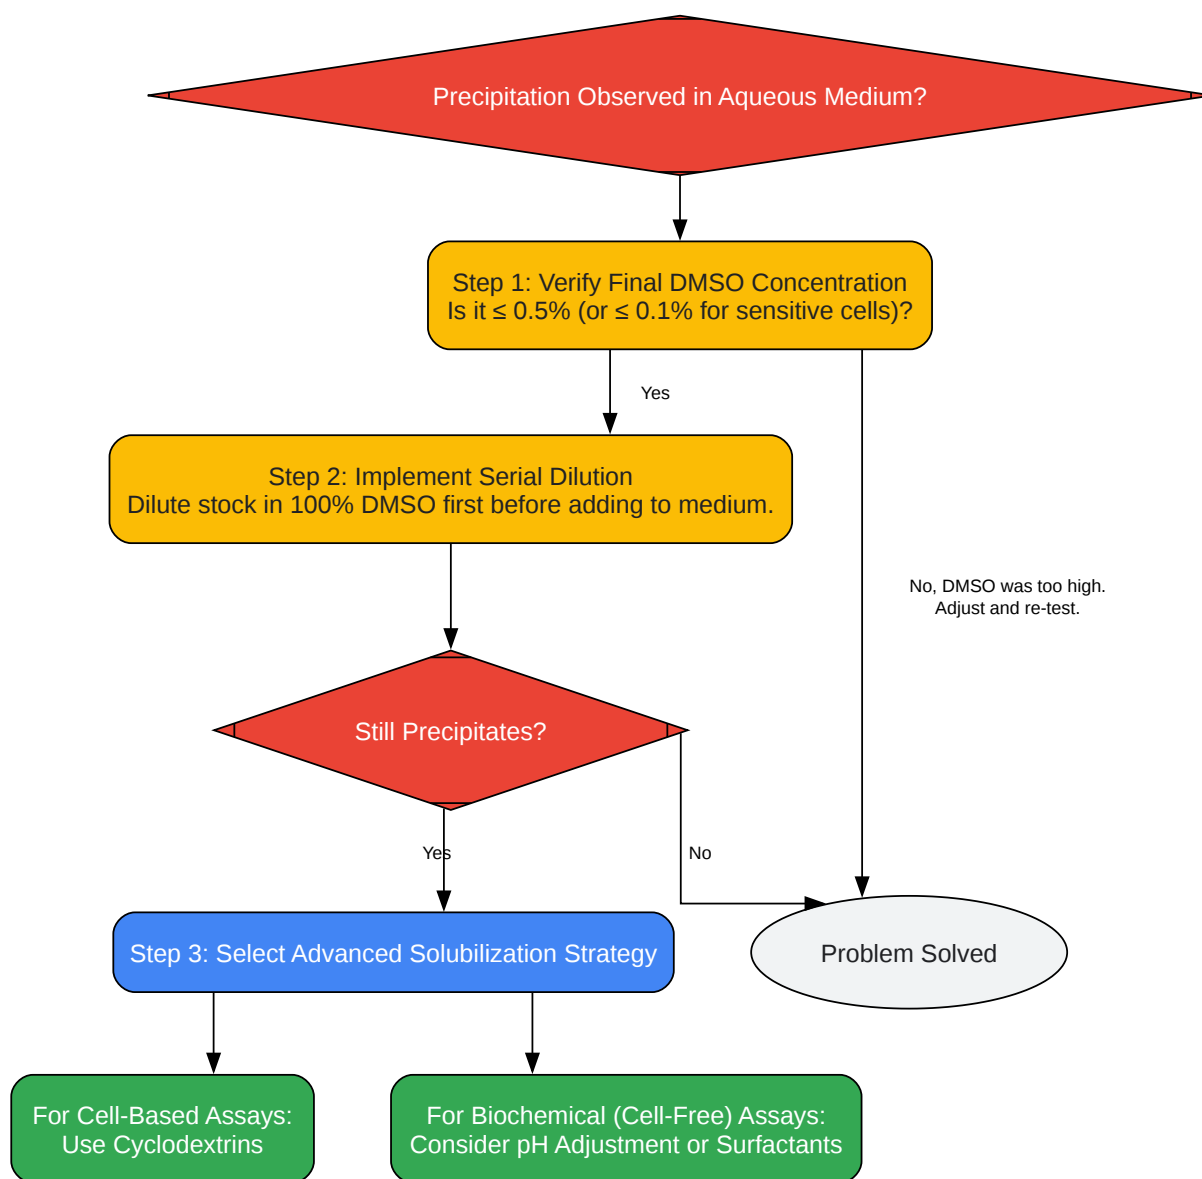 Precipitation Observed in Aqueous Medium?
Step 1: Verify Final DMSO Concentration
Is it ≤ 0.5% (or ≤ 0.1% for sensitive cells)?
Yes
Step 2: Implement Serial Dilution
Dilute stock in 100% DMSO first before adding to medium.
No, DMSO was too high.
Adjust and re-test.
Still Precipitates?
Yes
No
Step 3: Select Advanced Solubilization Strategy
Problem Solved
For Cell-Based Assays:
Use Cyclodextrins
For Biochemical (Cell-Free) Assays:
Consider pH Adjustment or Surfactants